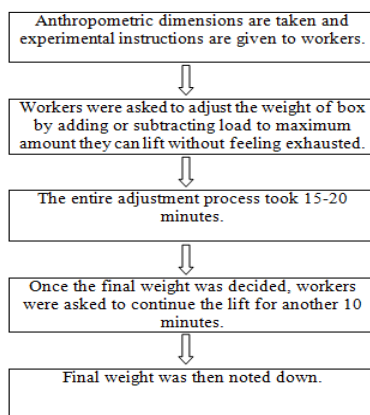 Anthropometric dimensions are taken and
experimental instructions are given to workers.
Workers were asked to adjust the weight of box
by adding or subtracting load to maximum
amount they can lift without feeling exhausted.
The entire adjustment process took 15-20
minutes.
Once the final weight was decided, workers
were asked to continue the lift for another 10
minutes.
Final weight was then noted down.